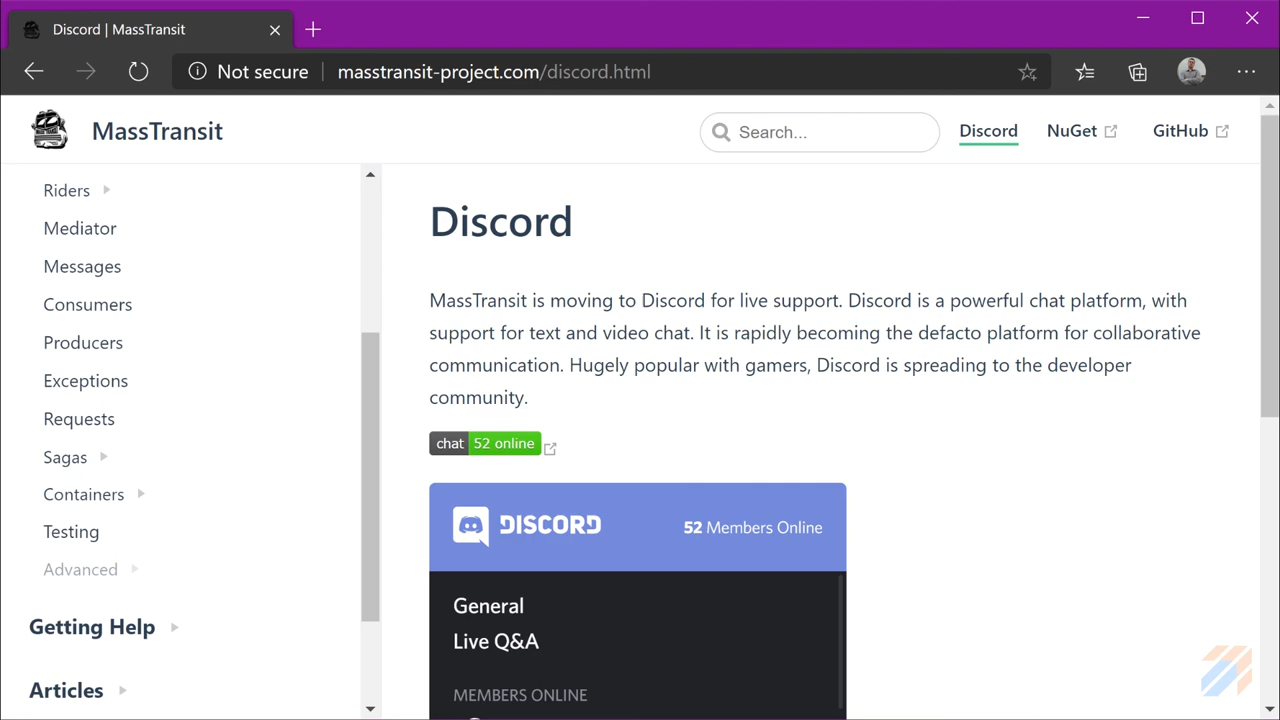 Discord | MassTransit
Not secure
masstransit-project.com/discord.html
MassTransit
Search...
Discord
NuGet
GitHub
Riders
Mediator
Messages
Consumers
Producers
Exceptions
Requests
Sagas
Containers
Testing
Advanced
Getting Help
Articles
Discord
MassTransit is moving to Discord for live support. Discord is a powerful chat platform, with
support for text and video chat. It is rapidly becoming the defacto platform for collaborative
communication. Hugely popular with gamers, Discord is spreading to the developer
community.
chat 52 online
DISCORD
52 Members Online
General
Live Q&A
MEMBERS ONLINE